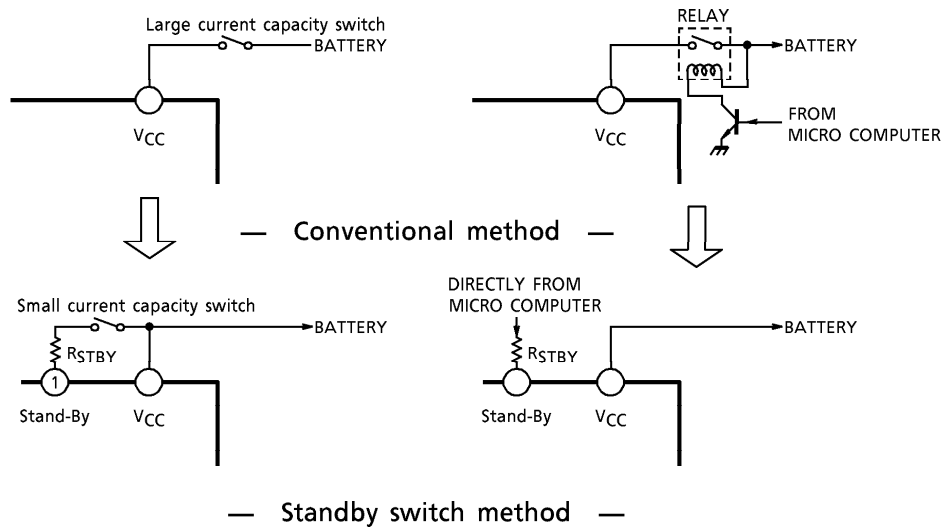 Large current capacity switch
BATTERY
VCC
RELAY
BATTERY
FROM
MICRO COMPUTER
VCC
— Conventional method —
Small current capacity switch
BATTERY
RSTBY
1
Stand-By
VCC
DIRECTLY FROM
MICRO COMPUTER
BATTERY
RSTBY
Stand-By
VCC
— Standby switch method —